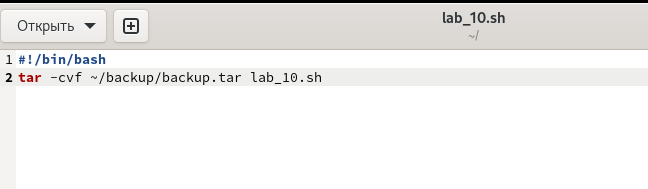 Открыть
lab_10.sh
~/
1 #!/bin/bash
2 tar -cvf ~/backup/backup.tar lab_10.sh